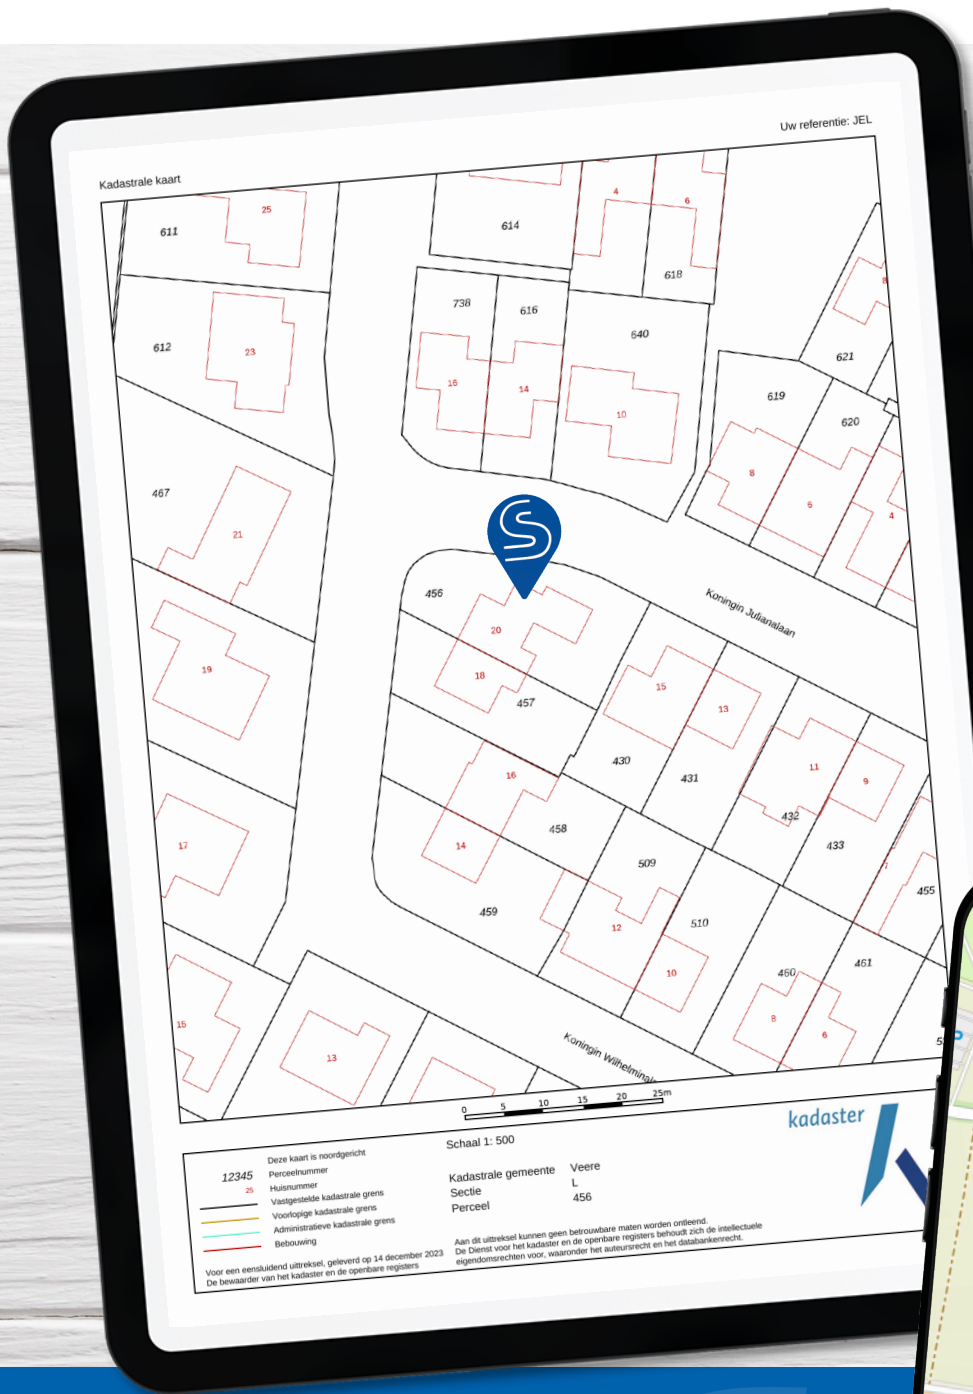 Uw referentie: JEL
Kadastrale kaart
25
611
614
4
6
618
8
738
616
640
621
612
23
16
14
10
619
620
8
6
4
467
21
Koningin Julianalaan
456
20
18
457
19
15
13
430
431
11
9
432
433
16
14
458
17
509
455
459
12
510
10
460
461
8
6
15
13
Koningin
0 5 10 15 20 25m
Schaal 1: 500
kadaster
Deze kaart is noordgericht
12345 Perceelnummer
25 Huisnummer
Vastgestelde kadastrale grens
Voorlopige kadastrale grens
Administratieve kadastrale grens
Bebouwing
Kadastrale gemeente Veere
Sectie L
Perceel 456
Voor een eensluidend uittreksel, geleverd op 14 december 2023
De bewaarder van het kadaster en de openbare registers
Aan dit uittreksel kunnen geen betrouwbare maten worden ontleend.
De Dienst voor het kadaster en de openbare registers behoudt zich de intellectuele
eigendomsrechten voor, waaronder het auteursrecht en het databankenrecht.